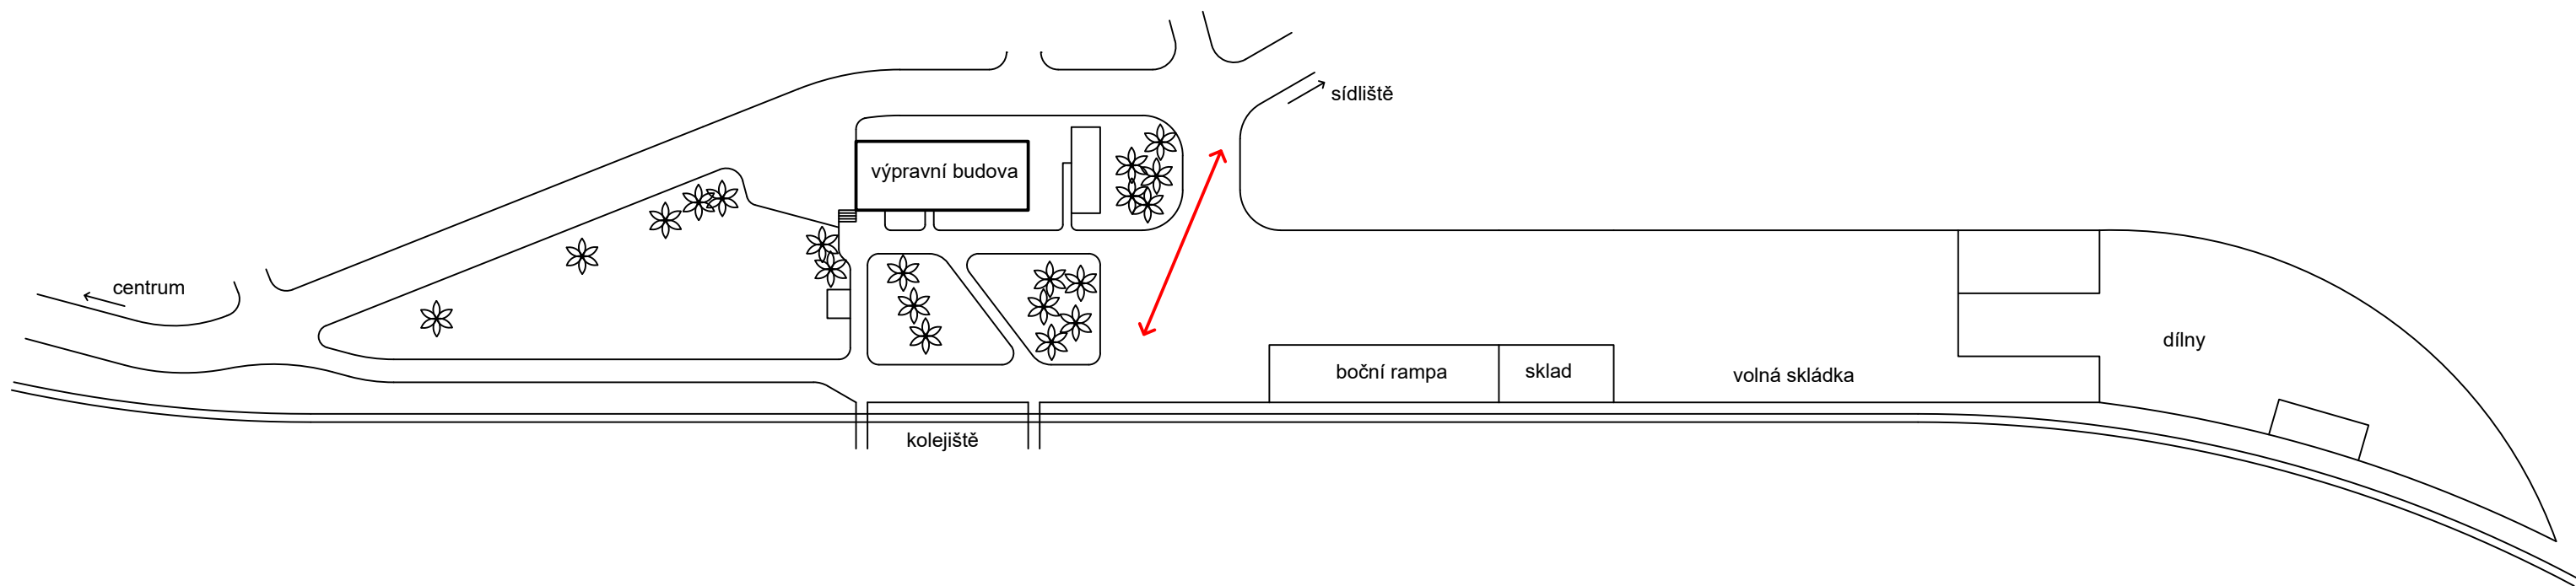 sídliště
výpravní budova
centrum
dílny
boční rampa
sklad
volná skládka
kolejiště